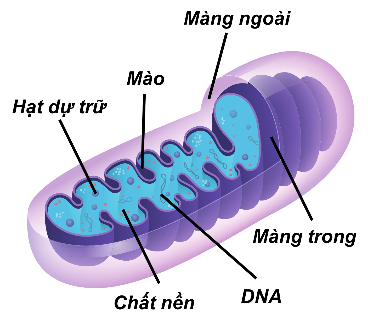 Màng ngoài
Mào
Hạt dự trữ
Màng trong
DNA
Chất nền